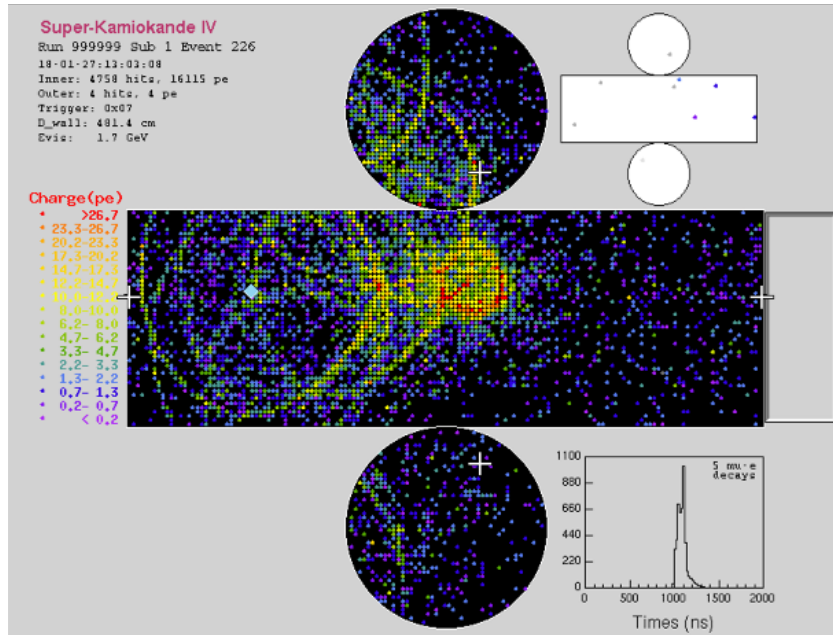 Super-Kamiokande IV
Run 999999 Sub 1 Event 226
18-01-27:13:03:08
Inner: 4758 hits, 16115 pe
Outer: 4 hits, 4 pe
Trigger: 0x07
D_wall: 481.4 cm
Evis: 1.7 GeV
Charge(pe)
>26.7
23.3-26.7
20.2-23.3
17.3-20.2
14.7-17.3
12.2-14.7
10.0-12.2
8.0-10.0
6.2- 8.0
4.7- 6.2
3.3- 4.7
2.2- 3.3
1.3- 2.2
0.7- 1.3
0.2- 0.7
< 0.2
5 mu-e
decays
1100
880
660
440
220
0
0 500 1000 1500 2000
Times (ns)